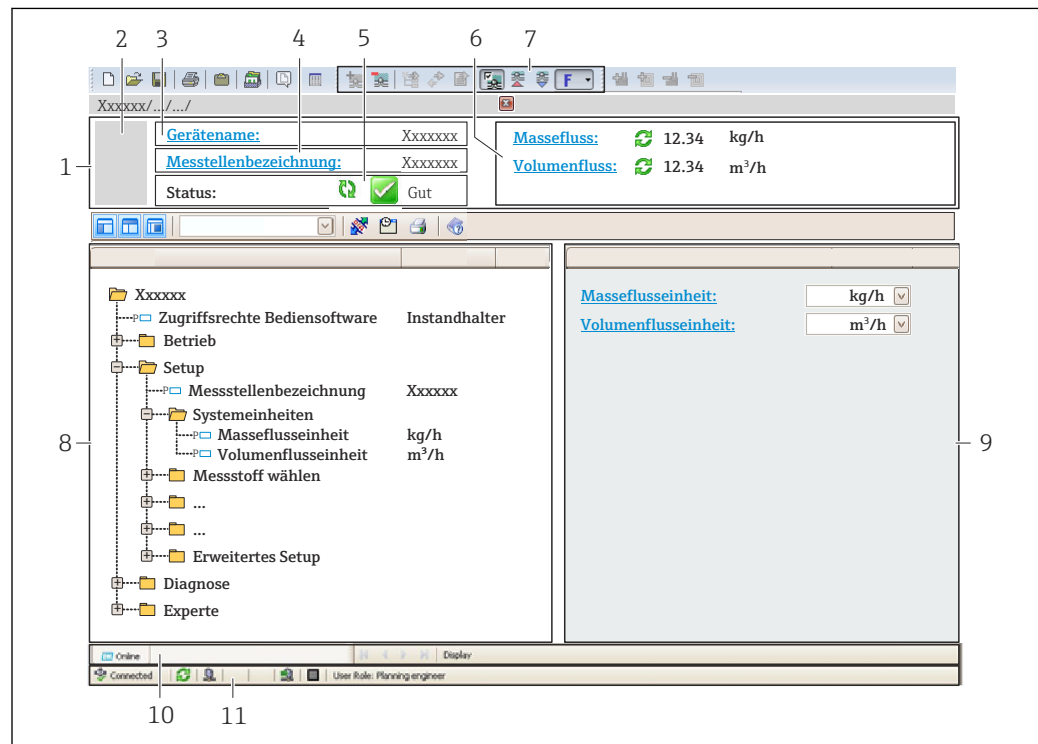 2 3 4 5 6 7
F
Xxxxxx/.../.../
1
Gerätename: Xxxxxxx
Messtellenbezeichnung: Xxxxxxx
Status: Gut
Massefluss: 12.34 kg/h
Volumenfluss: 12.34 m³/h
Xxxxxx
P Zugriffsrechte Bediensoftware Instandhalter
Betrieb
Setup
P Messstellenbezeichnung Xxxxxx
Systemeinheiten
P Masseflusseinheit kg/h
P Volumenflusseinheit m³/h
Messstoff wählen
...
...
Erweitertes Setup
Diagnose
Experte
8
Masseflusseinheit: kg/h
Volumenflusseinheit: m³/h
9
Online Display
Connected User Role: Planning engineer
10 11